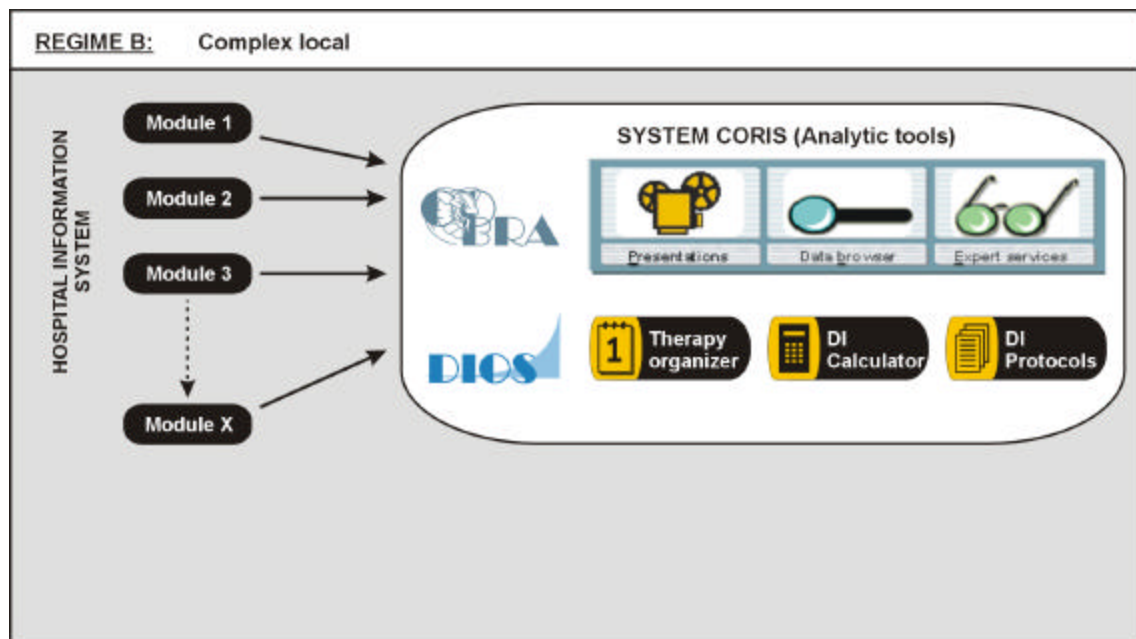 REGIME B: Complex local
HOSPITAL INFORMATION
SYSTEM
Module 1
Module 2
Module 3
Module X
SYSTEM CORIS (Analytic tools)
Presentations
Data browser
Expert services
DIOS
1
Therapy
organizer
DI
Calculator
DI
Protocols